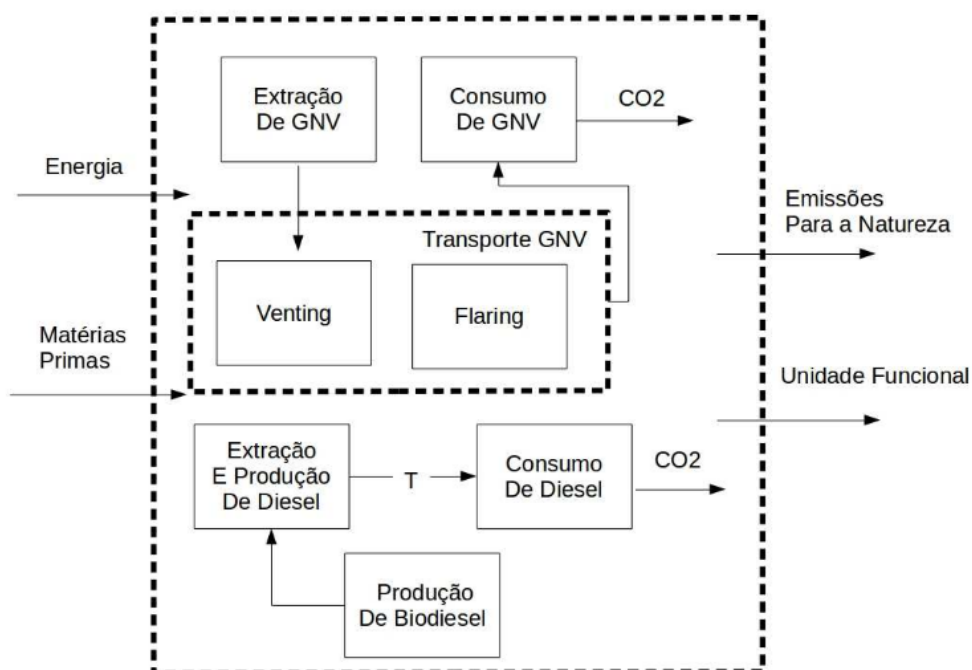 Extração
De GNV
Consumo
De GNV
CO2
Energia
Emissões
Para a Natureza
Transporte GNV
Venting
Flaring
Matérias
Primas
Unidade Funcional
Extração
E Produção
De Diesel
T
Consumo
De Diesel
CO2
Produção
De Biodiesel